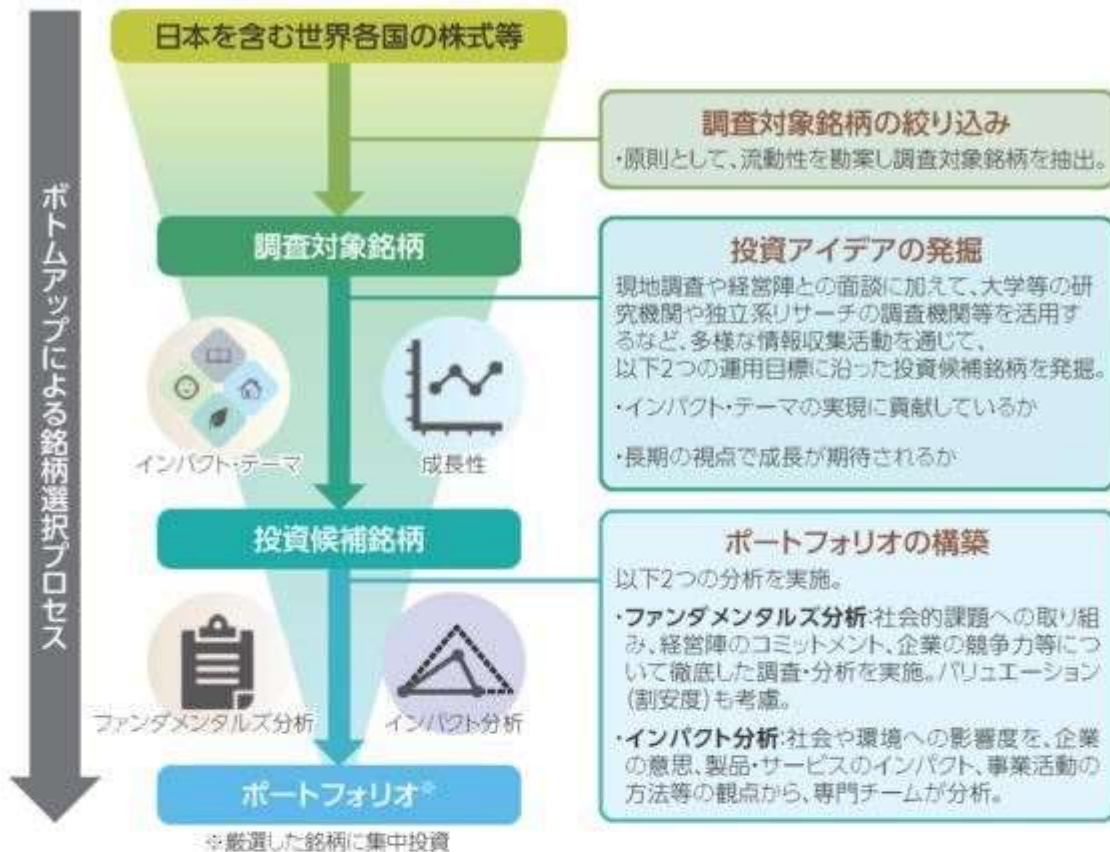 ボトムアップによる銘柄選択プロセス
日本を含む世界各国の株式等
調査対象銘柄の絞り込み
・原則として、流動性を勘案し調査対象銘柄を抽出。
調査対象銘柄
インパクト・テーマ
成長性
投資アイデアの発掘
現地調査や経営陣との面談に加えて、大学等の研
究機関や独立系リサーチの調査機関等を活用す
るなど、多様な情報収集活動を通じて、
以下2つの運用目標に沿った投資候補銘柄を発掘。
・インパクト・テーマの実現に貢献しているか
・長期の視点で成長が期待されるか
投資候補銘柄
ファンダメンタルズ分析
インパクト分析
ポートフォリオの構築
以下2つの分析を実施。
・ファンダメンタルズ分析:社会的課題への取り組
み、経営陣のコミットメント、企業の競争力等につ
いて徹底した調査・分析を実施。バリュエーション
(割安度)も考慮。
・インパクト分析:社会や環境への影響度を、企業
の意思、製品・サービスのインパクト、事業活動の
方法等の観点から、専門チームが分析。
ポートフォリオ※
※厳選した銘柄に集中投資